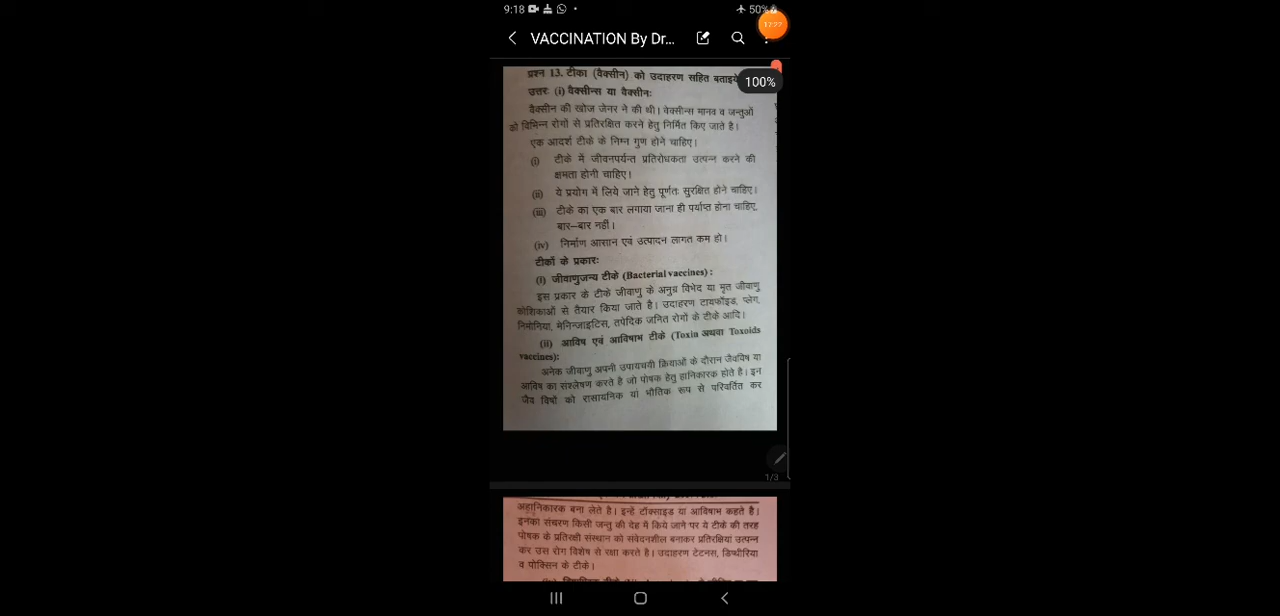 9:18
50%
17:27
VACCINATION By Dr...
100%
प्रश्न 13. टीका (वैक्सीन) को उदाहरण सहित बताइये
उत्तरः (i) वैक्सीन्स या वैक्सीनः
वैक्सीन की खोज जेनर ने की थी। वेक्सीन्स मानव व जन्तुओं
को विभिन्न रोगों से प्रतिरक्षित करने हेतु निर्मित किए जाते है।
एक आदर्श टीके के निम्न गुण होने चाहिए।
(i) टीके में जीवनपर्यन्त प्रतिरोधकता उत्पन्न करने की
क्षमता होनी चाहिए।
(ii) ये प्रयोग में लिये जाने हेतु पूर्णतः सुरक्षित होने चाहिए।
(iii) टीके का एक बार लगाया जाना ही पर्याप्त होना चाहिए,
बार–बार नहीं।
(iv) निर्माण आसान एवं उत्पादन लागत कम हो।
टीकों के प्रकारः
(i) जीवाणुजन्य टीके (Bacterial vaccines) :
इस प्रकार के टीके जीवाणु के अनुग्र विभेद या मृत जीवाणु
कोशिकाओं से तैयार किया जाते है। उदाहरण टायफॉइड, प्लेग,
निमोनिया, मेनिन्जाइटिस, तपेदिक जनित रोगों के टीके आदि।
(ii) आविष एवं आविषाभ टीके (Toxin अथवा Toxoids
vaccines):
अनेक जीवाणु अपनी उपापचयी क्रियाओं के दौरान जैवविष या
आविष का संश्लेषण करते है जो पोषक हेतु हानिकारक होते है। इन
जैव विषों को रासायनिक या भौतिक रूप से परिवर्तित कर
1/3
अहानिकारक बना लेते है। इन्हें टॉक्साइड या आविषाभ कहते है।
इनका संचरण किसी जन्तु की देह में किये जाने पर ये टीके की तरह
पोषक के प्रतिरक्षी संस्थान को संवेदनशील बनाकर प्रतिरक्षियां उत्पन्न
कर उस रोग विशेष से रक्षा करते है। उदाहरण टेटनस, डिफ्थीरिया
व पोक्सिन के टीके।